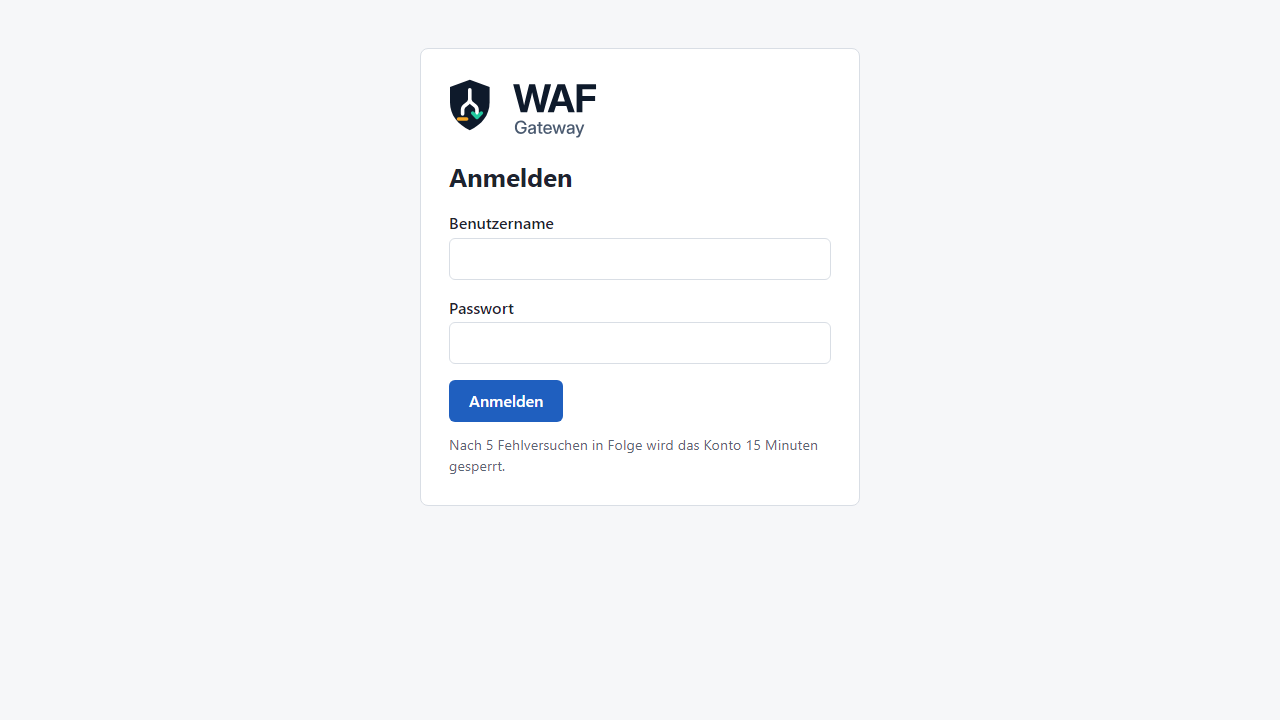 WAF
Gateway
Anmelden
Benutzername
Passwort
Anmelden
Nach 5 Fehlversuchen in Folge wird das Konto 15 Minuten
gesperrt.